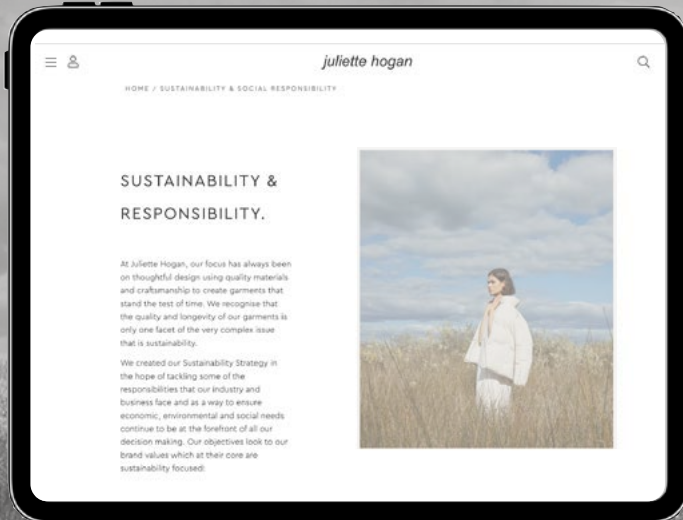 juliette hogan
HOME / SUSTAINABILITY & SOCIAL RESPONSIBILITY
SUSTAINABILITY &
RESPONSIBILITY.
At Juliette Hogan, our focus has always been
on thoughtful design using quality materials
and craftsmanship to create garments that
stand the test of time. We recognise that
the quality and longevity of our garments is
only one facet of the very complex issue
that is sustainability.
We created our Sustainability Strategy in
the hope of tackling some of the
responsibilities that our industry and
business face and as a way to ensure
economic, environmental and social needs
continue to be at the forefront of all our
decision making. Our objectives look to our
brand values which at their core are
sustainability focused: